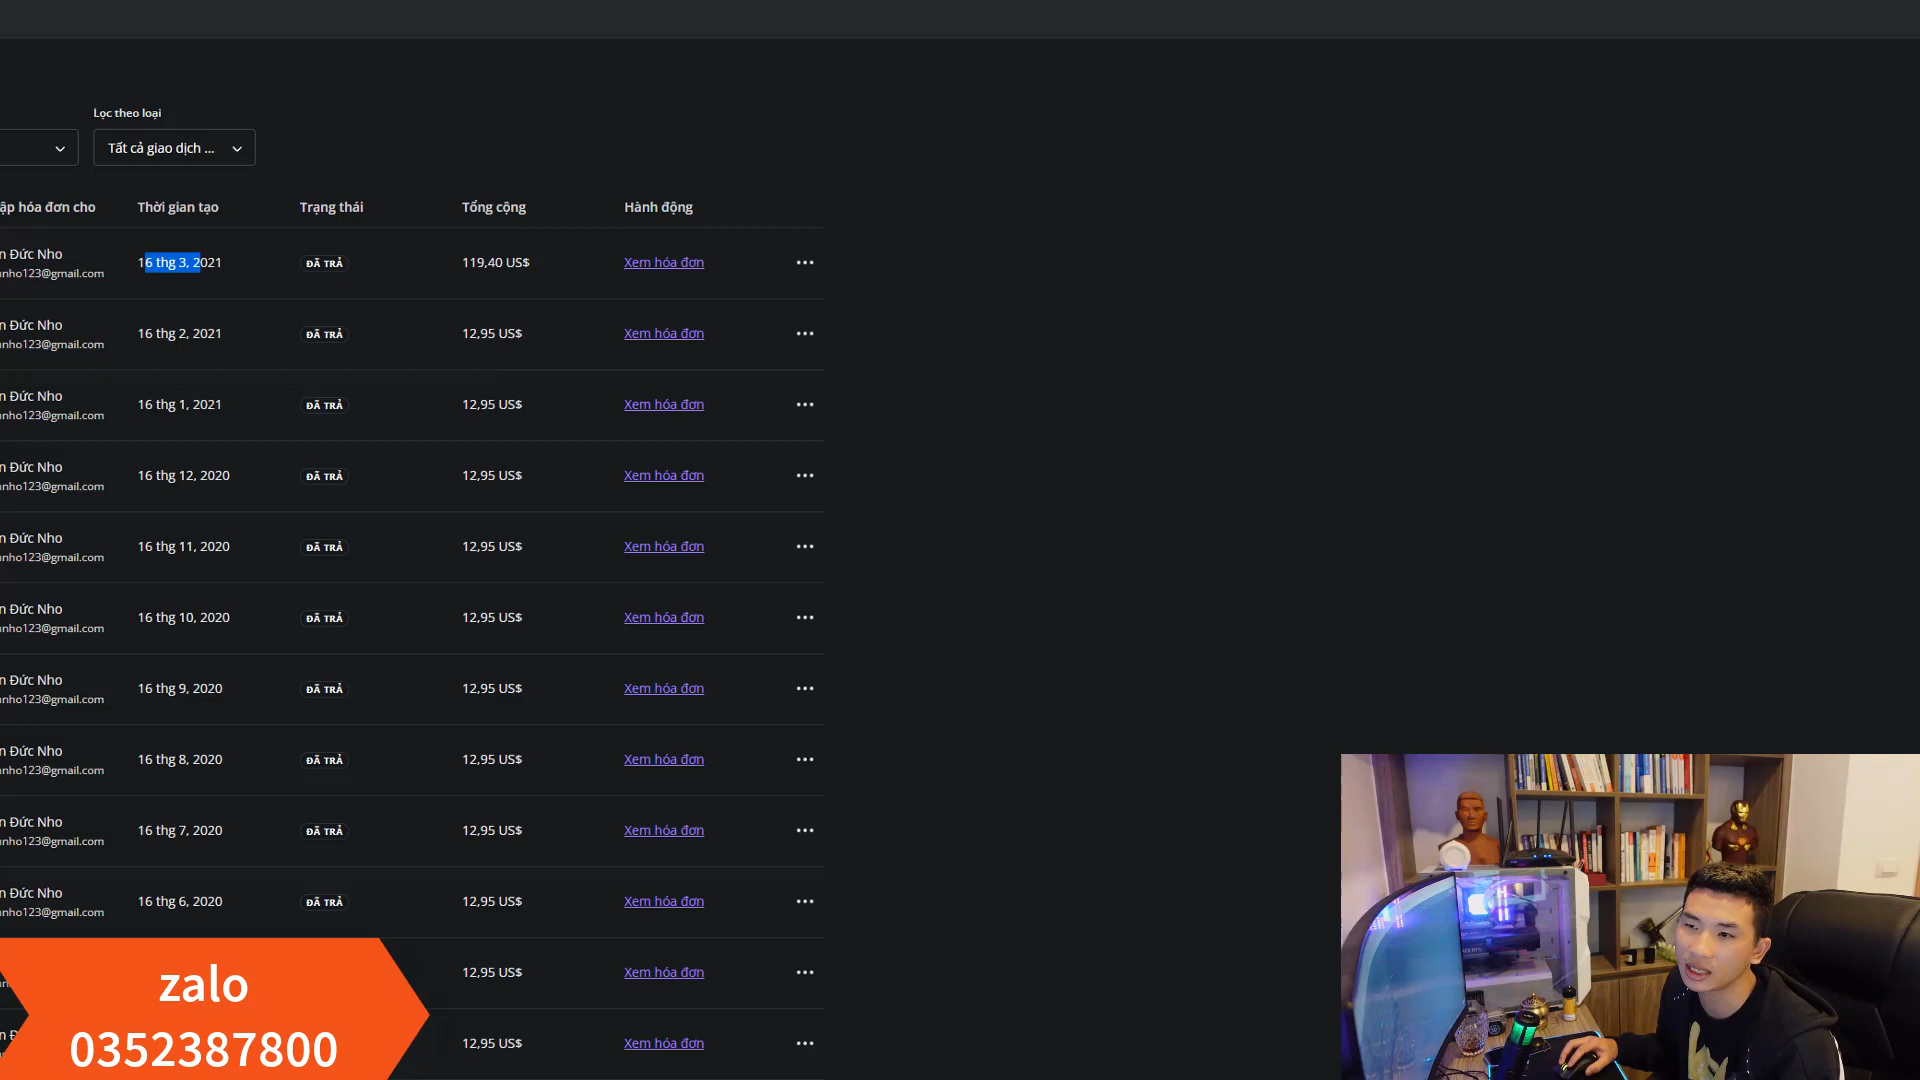 Lọc theo loại
Tất cả giao dịch ...
ập hóa đơn cho Thời gian tạo Trạng thái Tổng cộng Hành động
n Đức Nho
nho123@gmail.com
16 thg 3, 2021 ĐÃ TRẢ 119,40 US$ Xem hóa đơn
n Đức Nho
nho123@gmail.com
16 thg 2, 2021 ĐÃ TRẢ 12,95 US$ Xem hóa đơn
n Đức Nho
nho123@gmail.com
16 thg 1, 2021 ĐÃ TRẢ 12,95 US$ Xem hóa đơn
n Đức Nho
nho123@gmail.com
16 thg 12, 2020 ĐÃ TRẢ 12,95 US$ Xem hóa đơn
n Đức Nho
nho123@gmail.com
16 thg 11, 2020 ĐÃ TRẢ 12,95 US$ Xem hóa đơn
n Đức Nho
nho123@gmail.com
16 thg 10, 2020 ĐÃ TRẢ 12,95 US$ Xem hóa đơn
n Đức Nho
nho123@gmail.com
16 thg 9, 2020 ĐÃ TRẢ 12,95 US$ Xem hóa đơn
n Đức Nho
nho123@gmail.com
16 thg 8, 2020 ĐÃ TRẢ 12,95 US$ Xem hóa đơn
n Đức Nho
nho123@gmail.com
16 thg 7, 2020 ĐÃ TRẢ 12,95 US$ Xem hóa đơn
n Đức Nho
nho123@gmail.com
16 thg 6, 2020 ĐÃ TRẢ 12,95 US$ Xem hóa đơn
12,95 US$ Xem hóa đơn
12,95 US$ Xem hóa đơn
zalo
0352387800